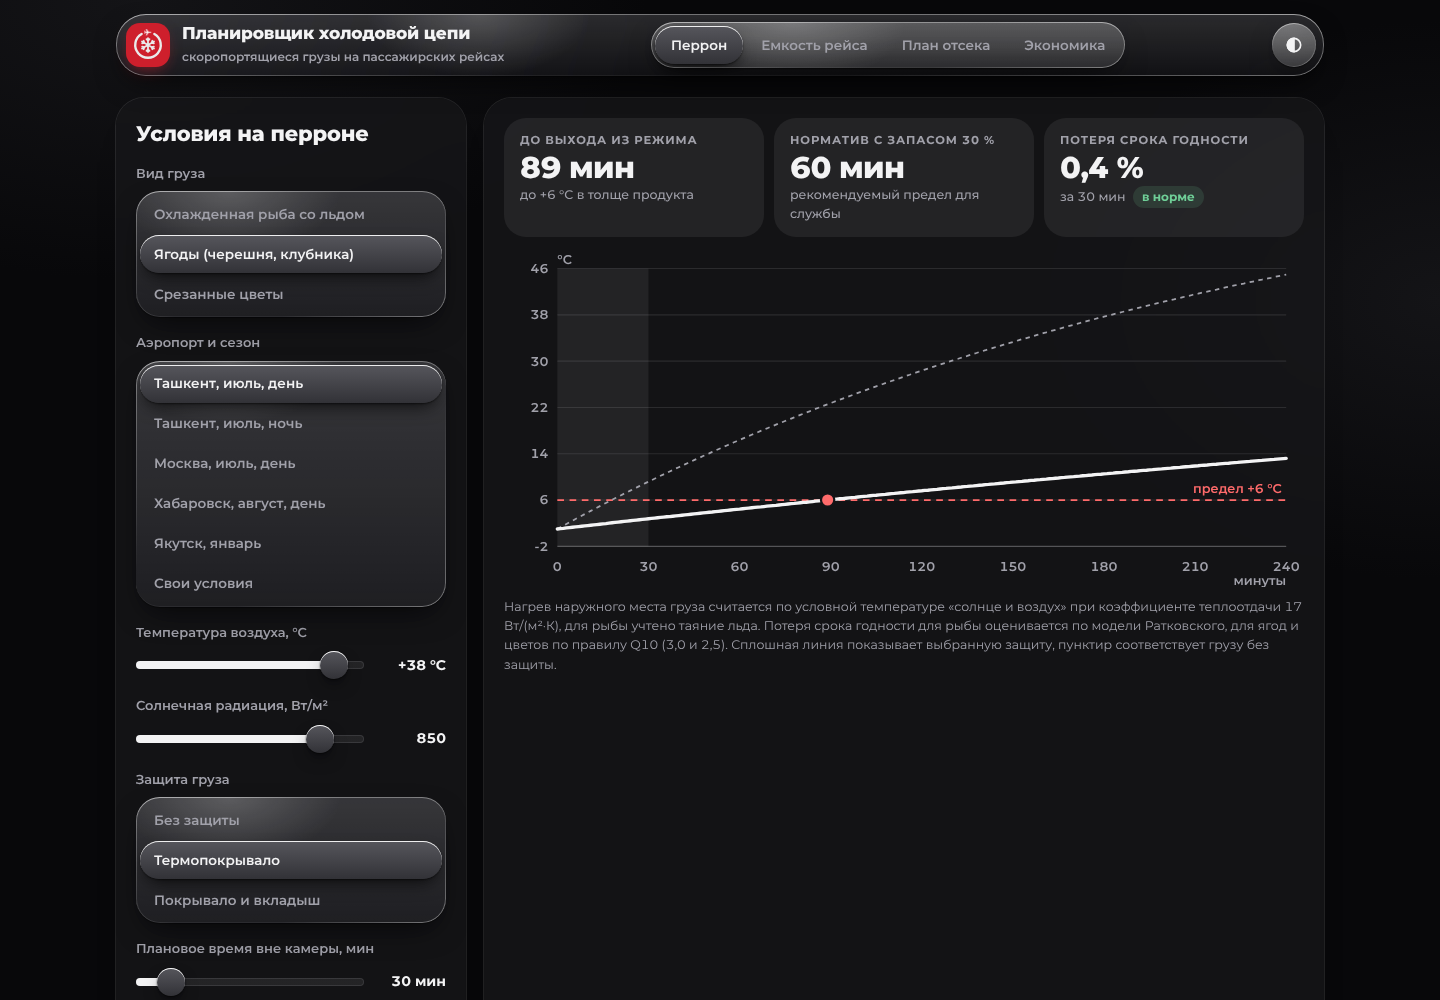 Планировщик холодовой цепи
скоропортящиеся грузы на пассажирских рейсах
Перрон
Емкость рейса
План отсека
Экономика
Условия на перроне
Вид груза
Охлажденная рыба со льдом
Ягоды (черешня, клубника)
Срезанные цветы
Аэропорт и сезон
Ташкент, июль, день
Ташкент, июль, ночь
Москва, июль, день
Хабаровск, август, день
Якутск, январь
Свои условия
Температура воздуха, °C
+38 °C
Солнечная радиация, Вт/м²
850
Защита груза
Без защиты
Термопокрывало
Покрывало и вкладыш
Плановое время вне камеры, мин
30 мин
ДО ВЫХОДА ИЗ РЕЖИМА
89 мин
до +6 °C в толще продукта
НОРМАТИВ С ЗАПАСОМ 30 %
60 мин
рекомендуемый предел для
службы
ПОТЕРЯ СРОКА ГОДНОСТИ
0,4 %
за 30 мин в норме
°C
46
38
30
22
14
6
-2
предел +6 °C
0 30 60 90 120 150 180 210 240
минуты
Нагрев наружного места груза считается по условной температуре «солнце и воздух» при коэффициенте теплоотдачи 17
Вт/(м²·К), для рыбы учтено таяние льда. Потеря срока годности для рыбы оценивается по модели Ратковского, для ягод и
цветов по правилу Q10 (3,0 и 2,5). Сплошная линия показывает выбранную защиту, пунктир соответствует грузу без
защиты.